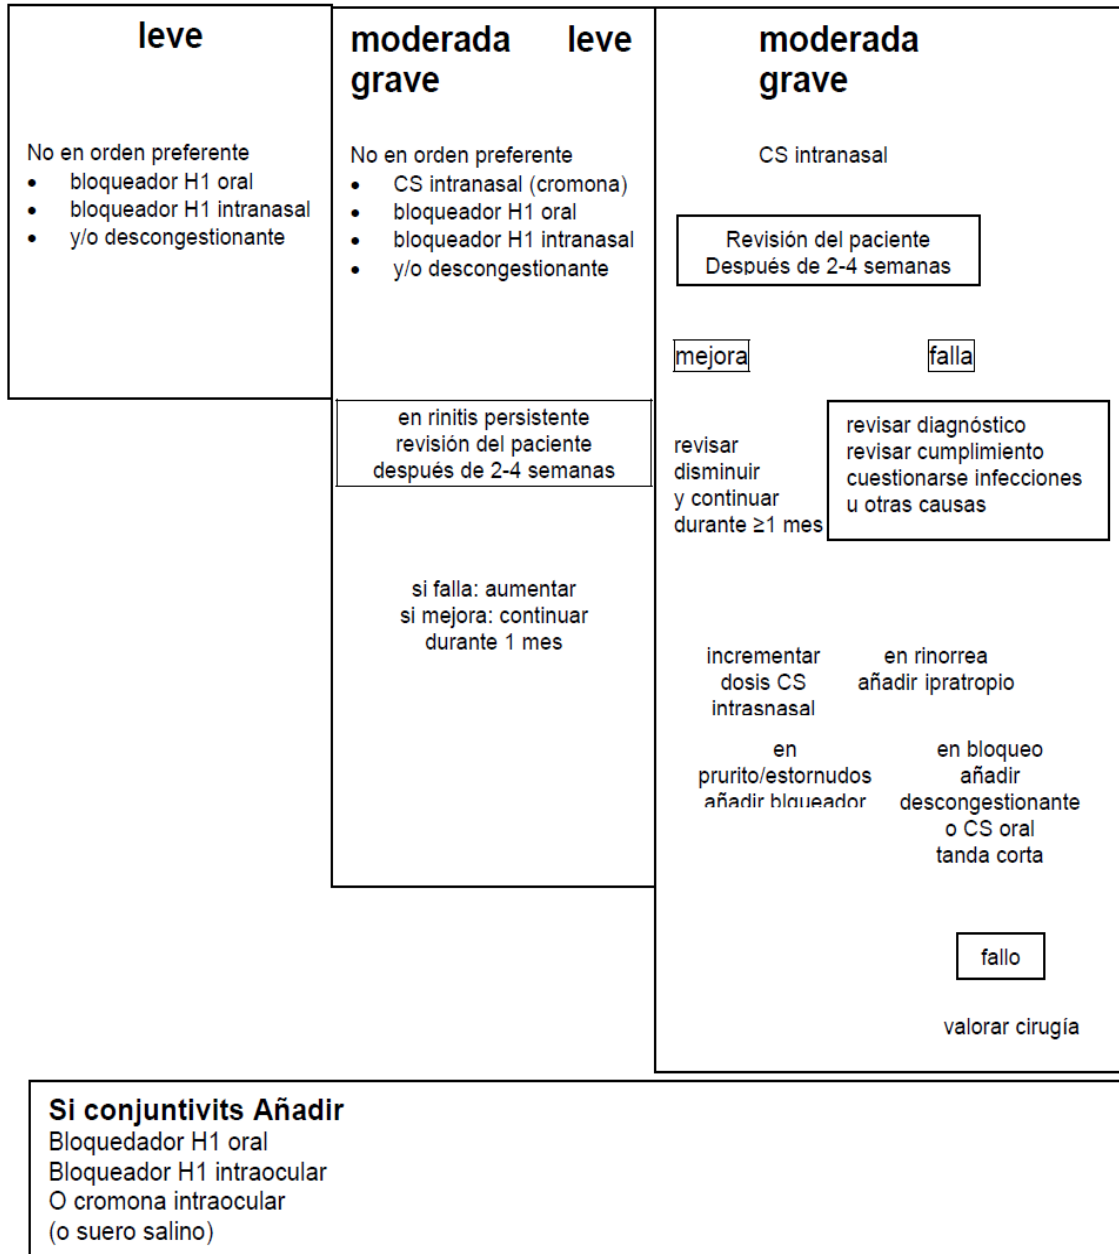 leve
No en orden preferente
• bloqueador H1 oral
• bloqueador H1 intranasal
• y/o descongestionante
moderada leve
grave
No en orden preferente
• CS intranasal (cromona)
• bloqueador H1 oral
• bloqueador H1 intranasal
• y/o descongestionante
en rinitis persistente
revisión del paciente
después de 2-4 semanas
si falla: aumentar
si mejora: continuar
durante 1 mes
moderada
grave
CS intranasal
Revisión del paciente
Después de 2-4 semanas
mejora
falla
revisar
disminuir
y continuar
durante ≥1 mes
revisar diagnóstico
revisar cumplimiento
cuestionarse infecciones
u otras causas
incrementar
dosis CS
intrasnasal
en rinorrea
añadir ipratropio
en
prurito/estornudos
añadir blqueador
en bloqueo
añadir
descongestionante
o CS oral
tanda corta
fallo
valorar cirugía
Si conjuntivits Añadir
Bloquedador H1 oral
Bloqueador H1 intraocular
O cromona intraocular
(o suero salino)